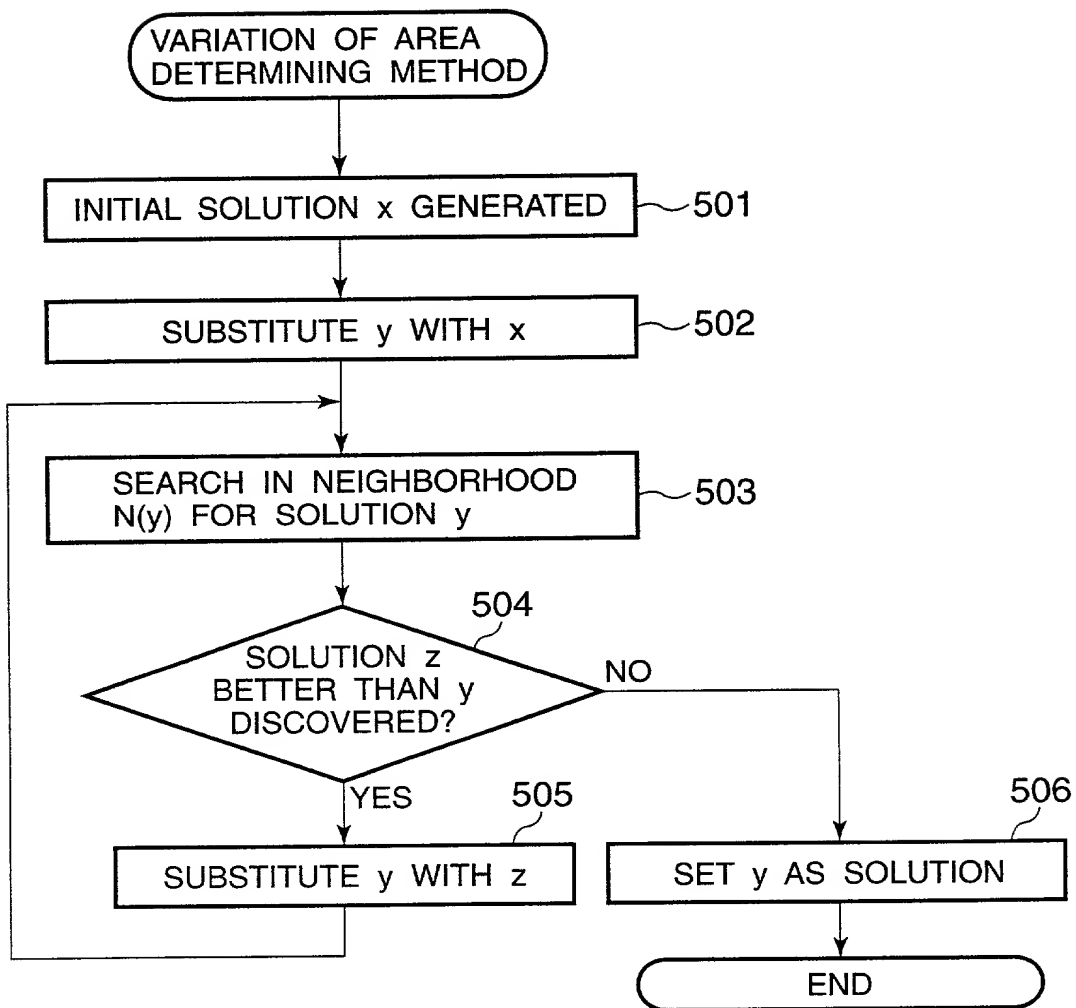 VARIATION OF AREA
DETERMINING METHOD
INITIAL SOLUTION x GENERATED
501
SUBSTITUTE y WITH x
502
SEARCH IN NEIGHBORHOOD
N(y) FOR SOLUTION y
503
504
SOLUTION z
BETTER THAN y
DISCOVERED?
NO
YES
505
SUBSTITUTE y WITH z
506
SET y AS SOLUTION
END